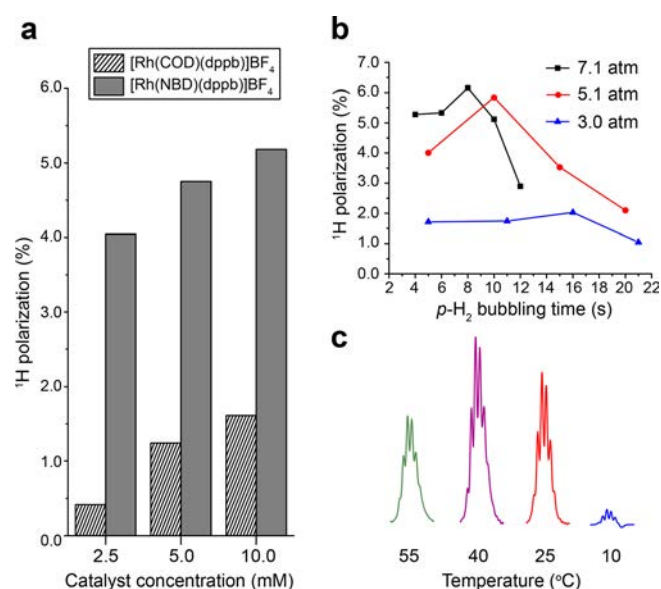 a
[Rh(COD)(dppb)]BF₄
[Rh(NBD)(dppb)]BF₄
6.0
5.0
4.0
3.0
2.0
1.0
0.0
¹H polarization (%)
2.5 5.0 10.0
Catalyst concentration (mM)
b
7.0
6.0
5.0
4.0
3.0
2.0
1.0
0.0
¹H polarization (%)
7.1 atm
5.1 atm
3.0 atm
2 4 6 8 10 12 14 16 18 20 22
p-H₂ bubbling time (s)
c
55 40 25 10
Temperature (°C)